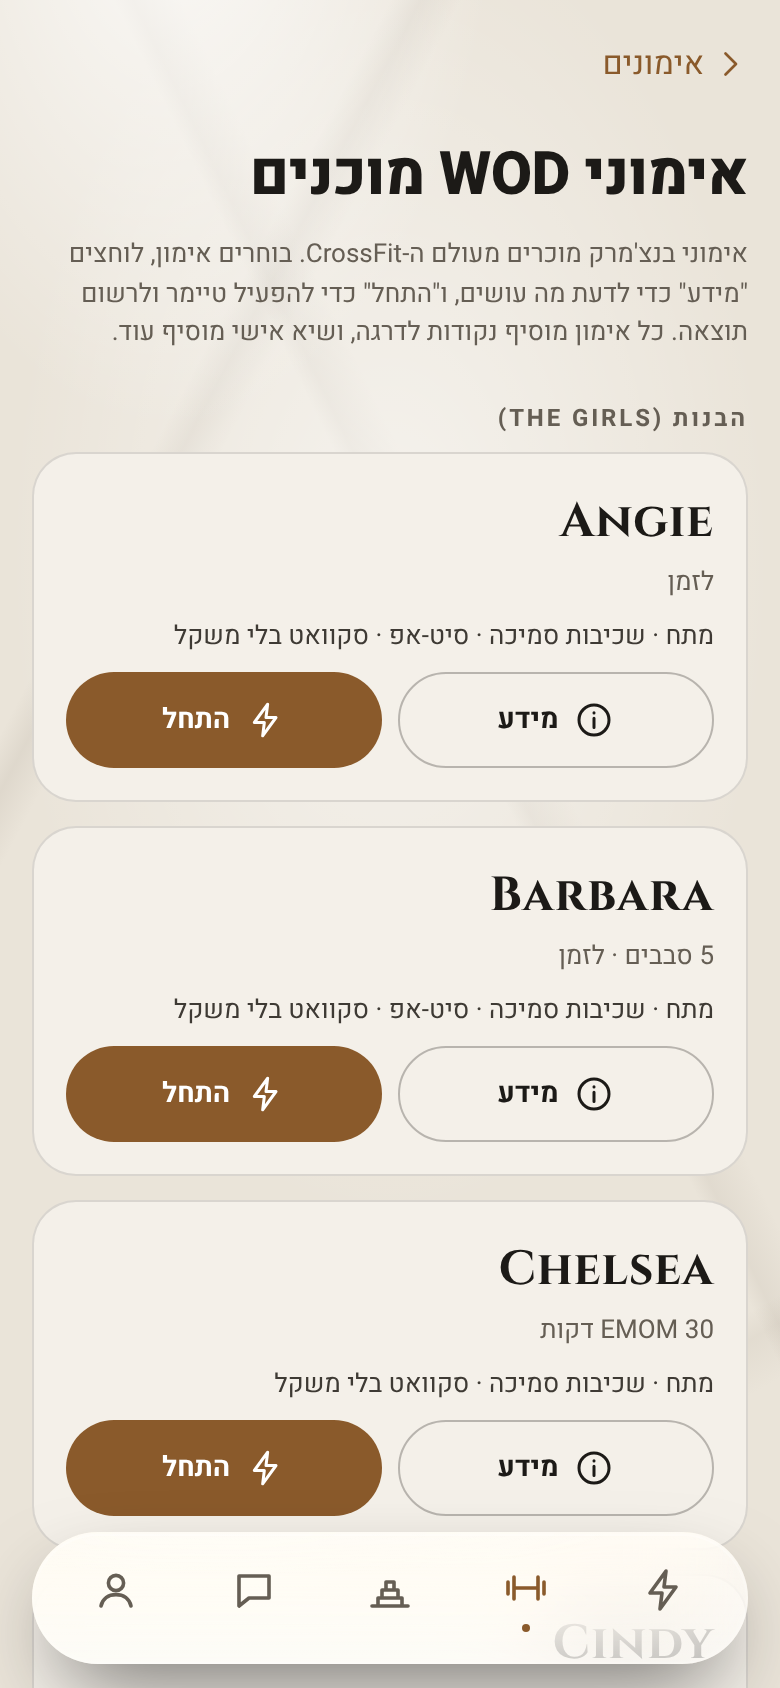 אימונים
אימוני WOD מוכנים
אימוני בנצ'מרק מוכרים מעולם ה-CrossFit. בוחרים אימון, לוחצים
"מידע" כדי לדעת מה עושים, ו"התחל" כדי להפעיל טיימר ולרשום
תוצאה. כל אימון מוסיף נקודות לדרגה, ושיא אישי מוסיף עוד.
הבנות (THE GIRLS)
ANGIE
לזמן
מתח · שכיבות סמיכה · סיט-אפ · סקוואט בלי משקל
מידע
התחל
BARBARA
5 סבבים · לזמן
מתח · שכיבות סמיכה · סיט-אפ · סקוואט בלי משקל
מידע
התחל
CHELSEA
EMOM 30 דקות
מתח · שכיבות סמיכה · סקוואט בלי משקל
מידע
התחל
CINDY